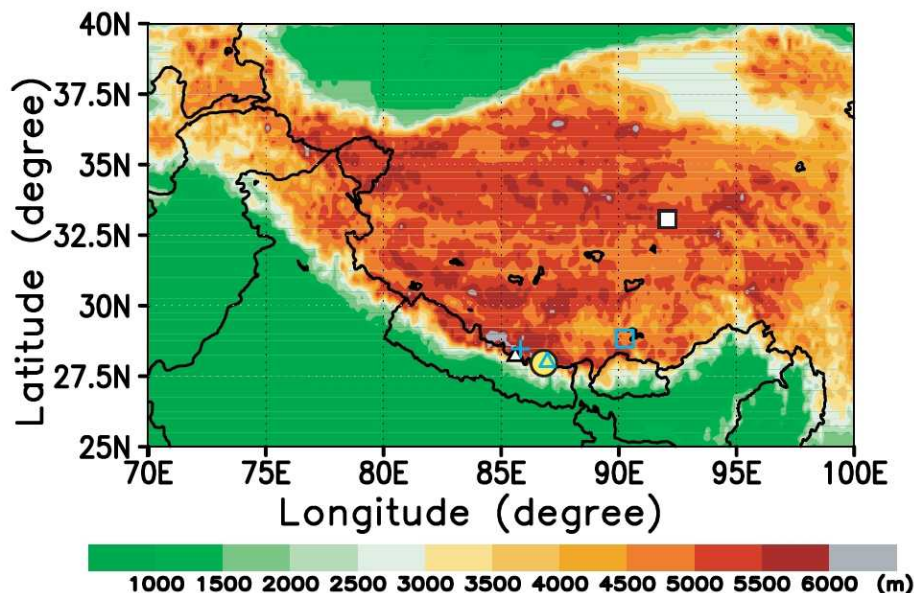 40N
37.5N
35N
32.5N
30N
27.5N
25N
Latitude (degree)
70E 75E 80E 85E 90E 95E 100E
Longitude (degree)
1000 1500 2000 2500 3000 3500 4000 4500 5000 5500 6000 (m)